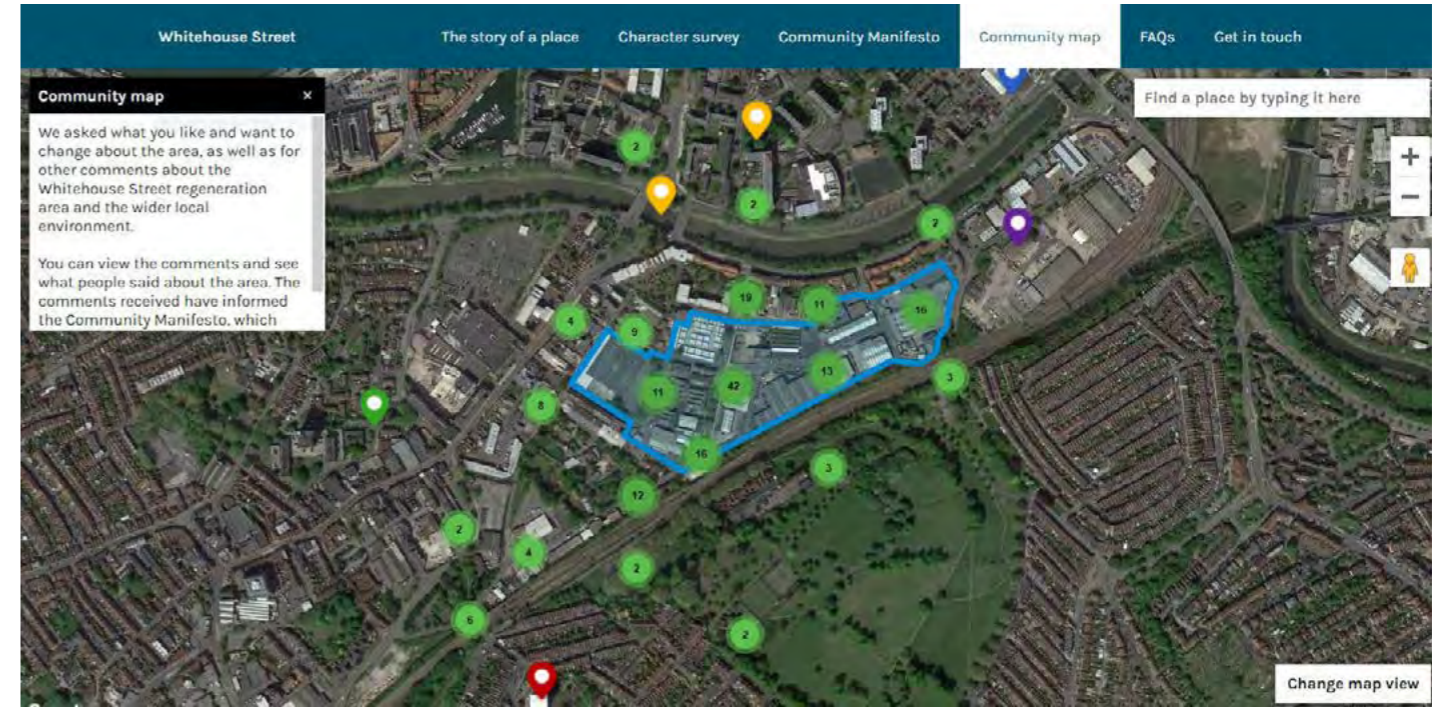 Whitehouse Street
The story of a place
Character survey
Community Manifesto
Community map
FAQs
Get in touch
Community map ×
We asked what you like and want to
change about the area, as well as for
other comments about the
Whitehouse Street regeneration
area and the wider local
environment.
You can view the comments and see
what people said about the area. The
comments received have informed
the Community Manifesto, which
Find a place by typing it here
+
−
2
2
2
19
11
16
4
9
13
3
11
42
8
16
3
12
2
4
2
6
2
Change map view